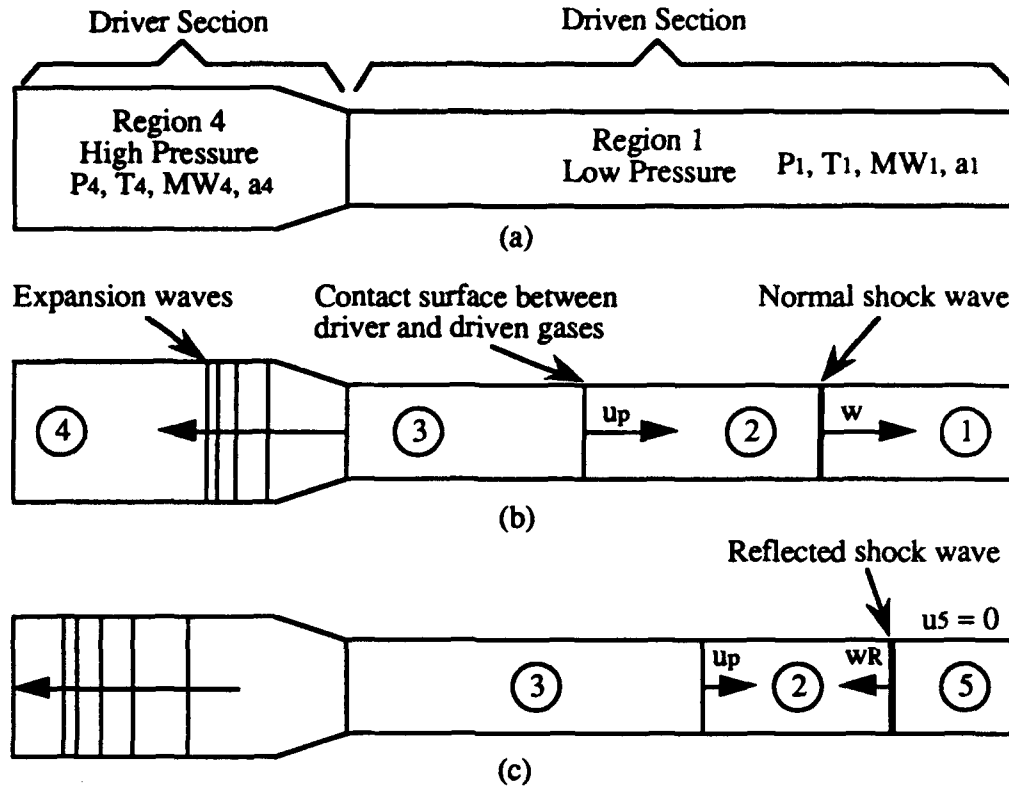 Driver Section
Driven Section
Region 4
High Pressure
P4, T4, MW4, a4
Region 1
Low Pressure
P1, T1, MW1, a1
(a)
Expansion waves
Contact surface between
driver and driven gases
Normal shock wave
4
3
up
2
w
1
(b)
Reflected shock wave
u5 = 0
3
up
2
wR
5
(c)